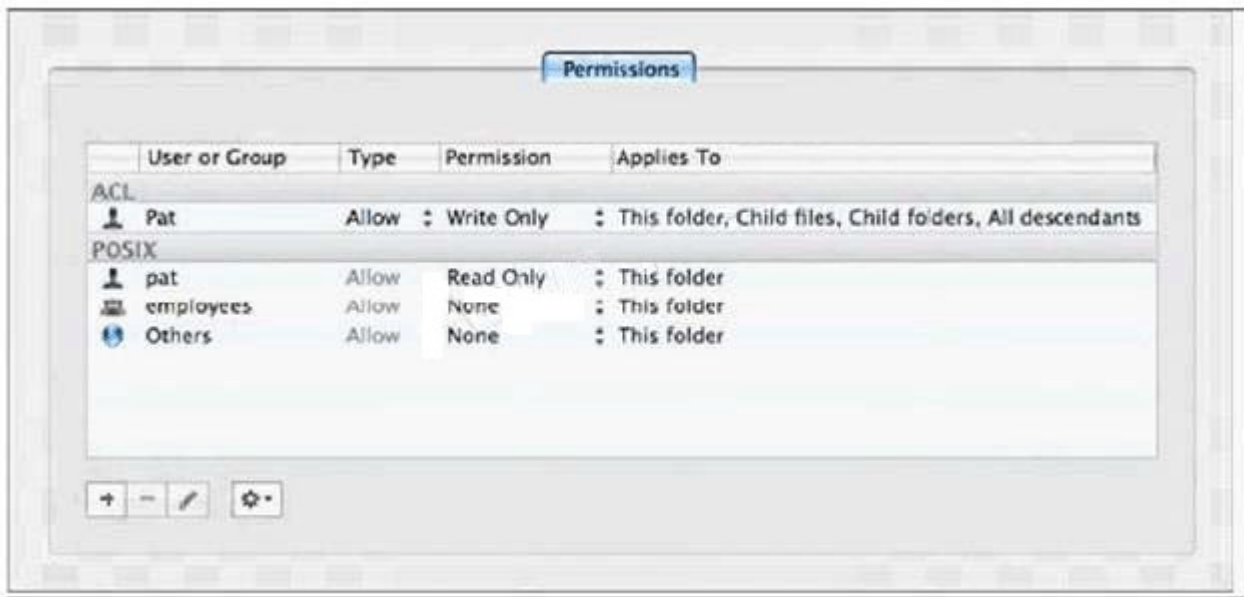 Permissions
User or Group Type Permission Applies To
ACL
Pat Allow Write Only This folder, Child files, Child folders, All descendants
POSIX
pat Allow Read Only This folder
employees Allow None This folder
Others Allow None This folder